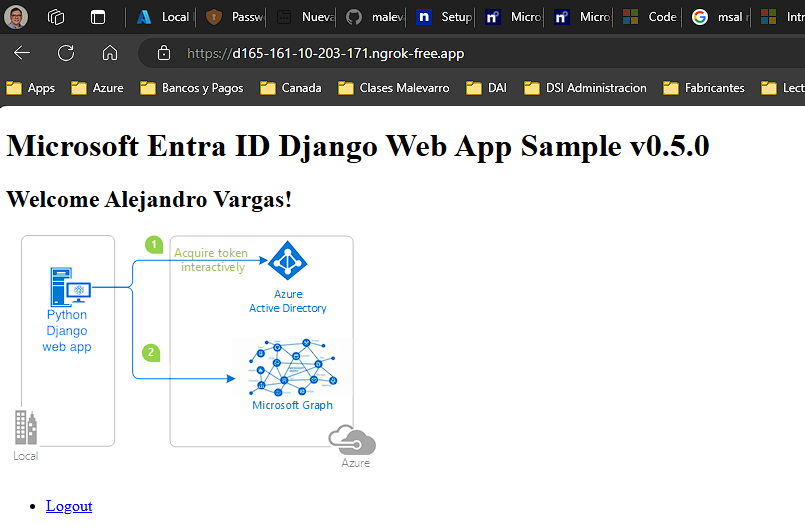 Local
Passw
Nueva
malev
Setup
Micro
Micro
Code
msal r
Intr
https://d165-161-10-203-171.ngrok-free.app
Apps
Azure
Bancos y Pagos
Canada
Clases Malevarro
DAI
DSI Administracion
Fabricantes
Lect
Microsoft Entra ID Django Web App Sample v0.5.0
Welcome Alejandro Vargas!
1
Acquire token
interactively
Azure
Active Directory
Python
Django
web app
2
Microsoft Graph
Local
Azure
Logout